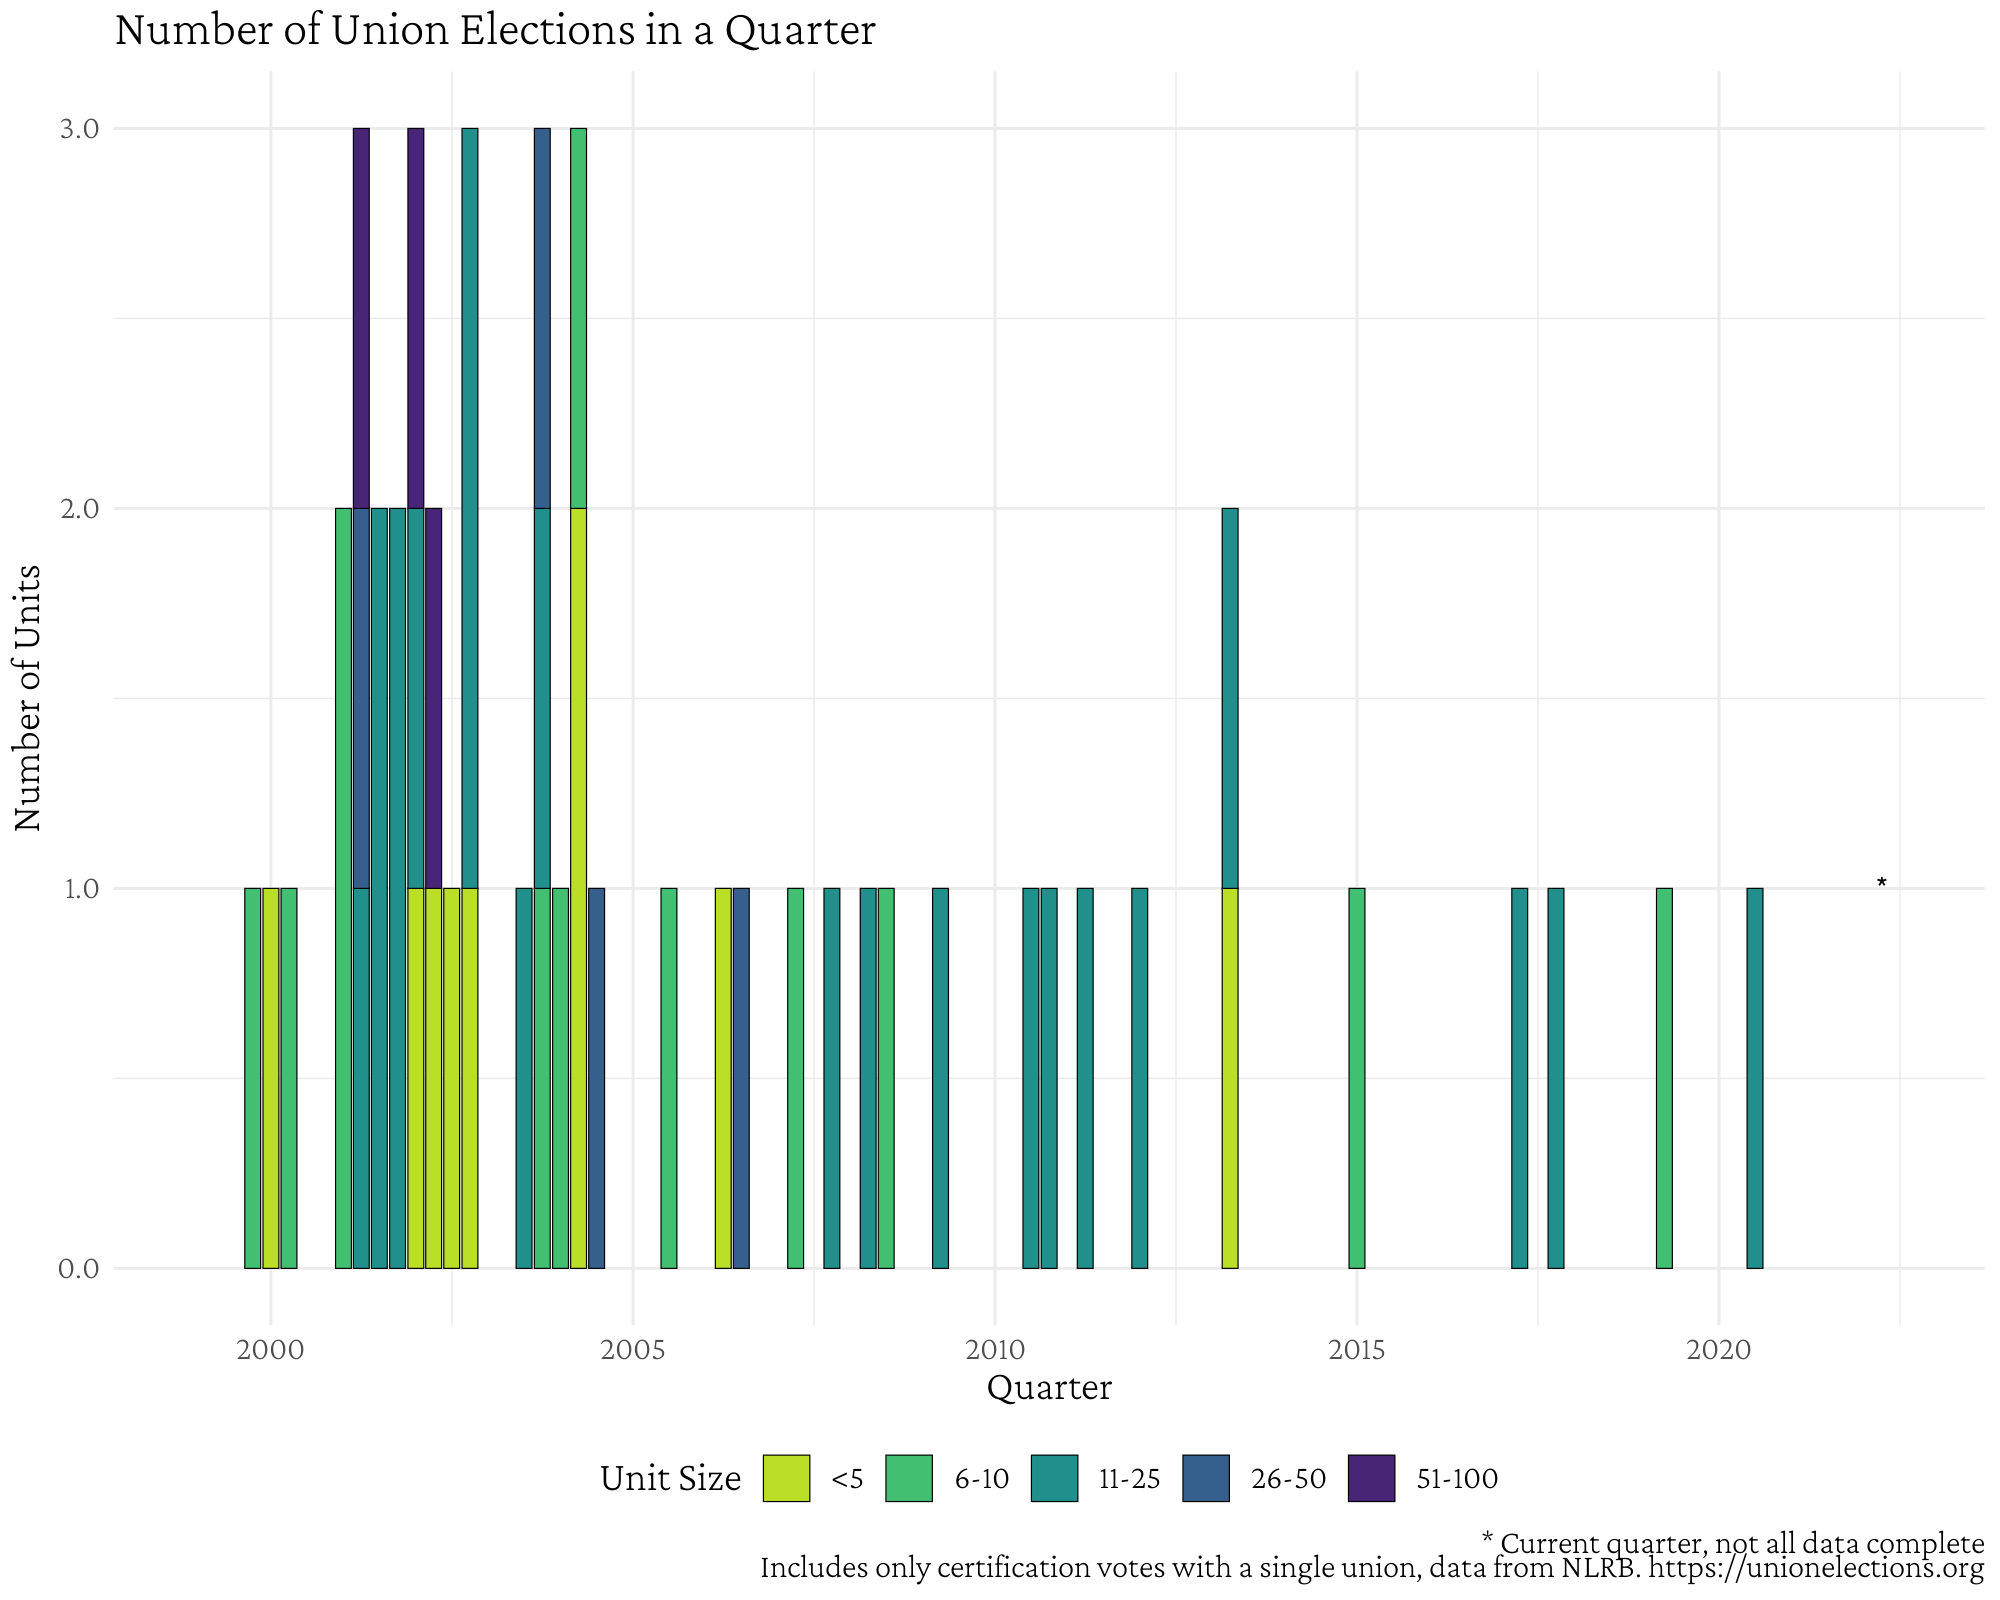 Number of Union Elections in a Quarter
3.0
2.0
1.0
0.0
Number of Units
*
2000 2005 2010 2015 2020
Quarter
Unit Size <5 6-10 11-25 26-50 51-100
* Current quarter, not all data complete
Includes only certification votes with a single union, data from NLRB. https://unionelections.org